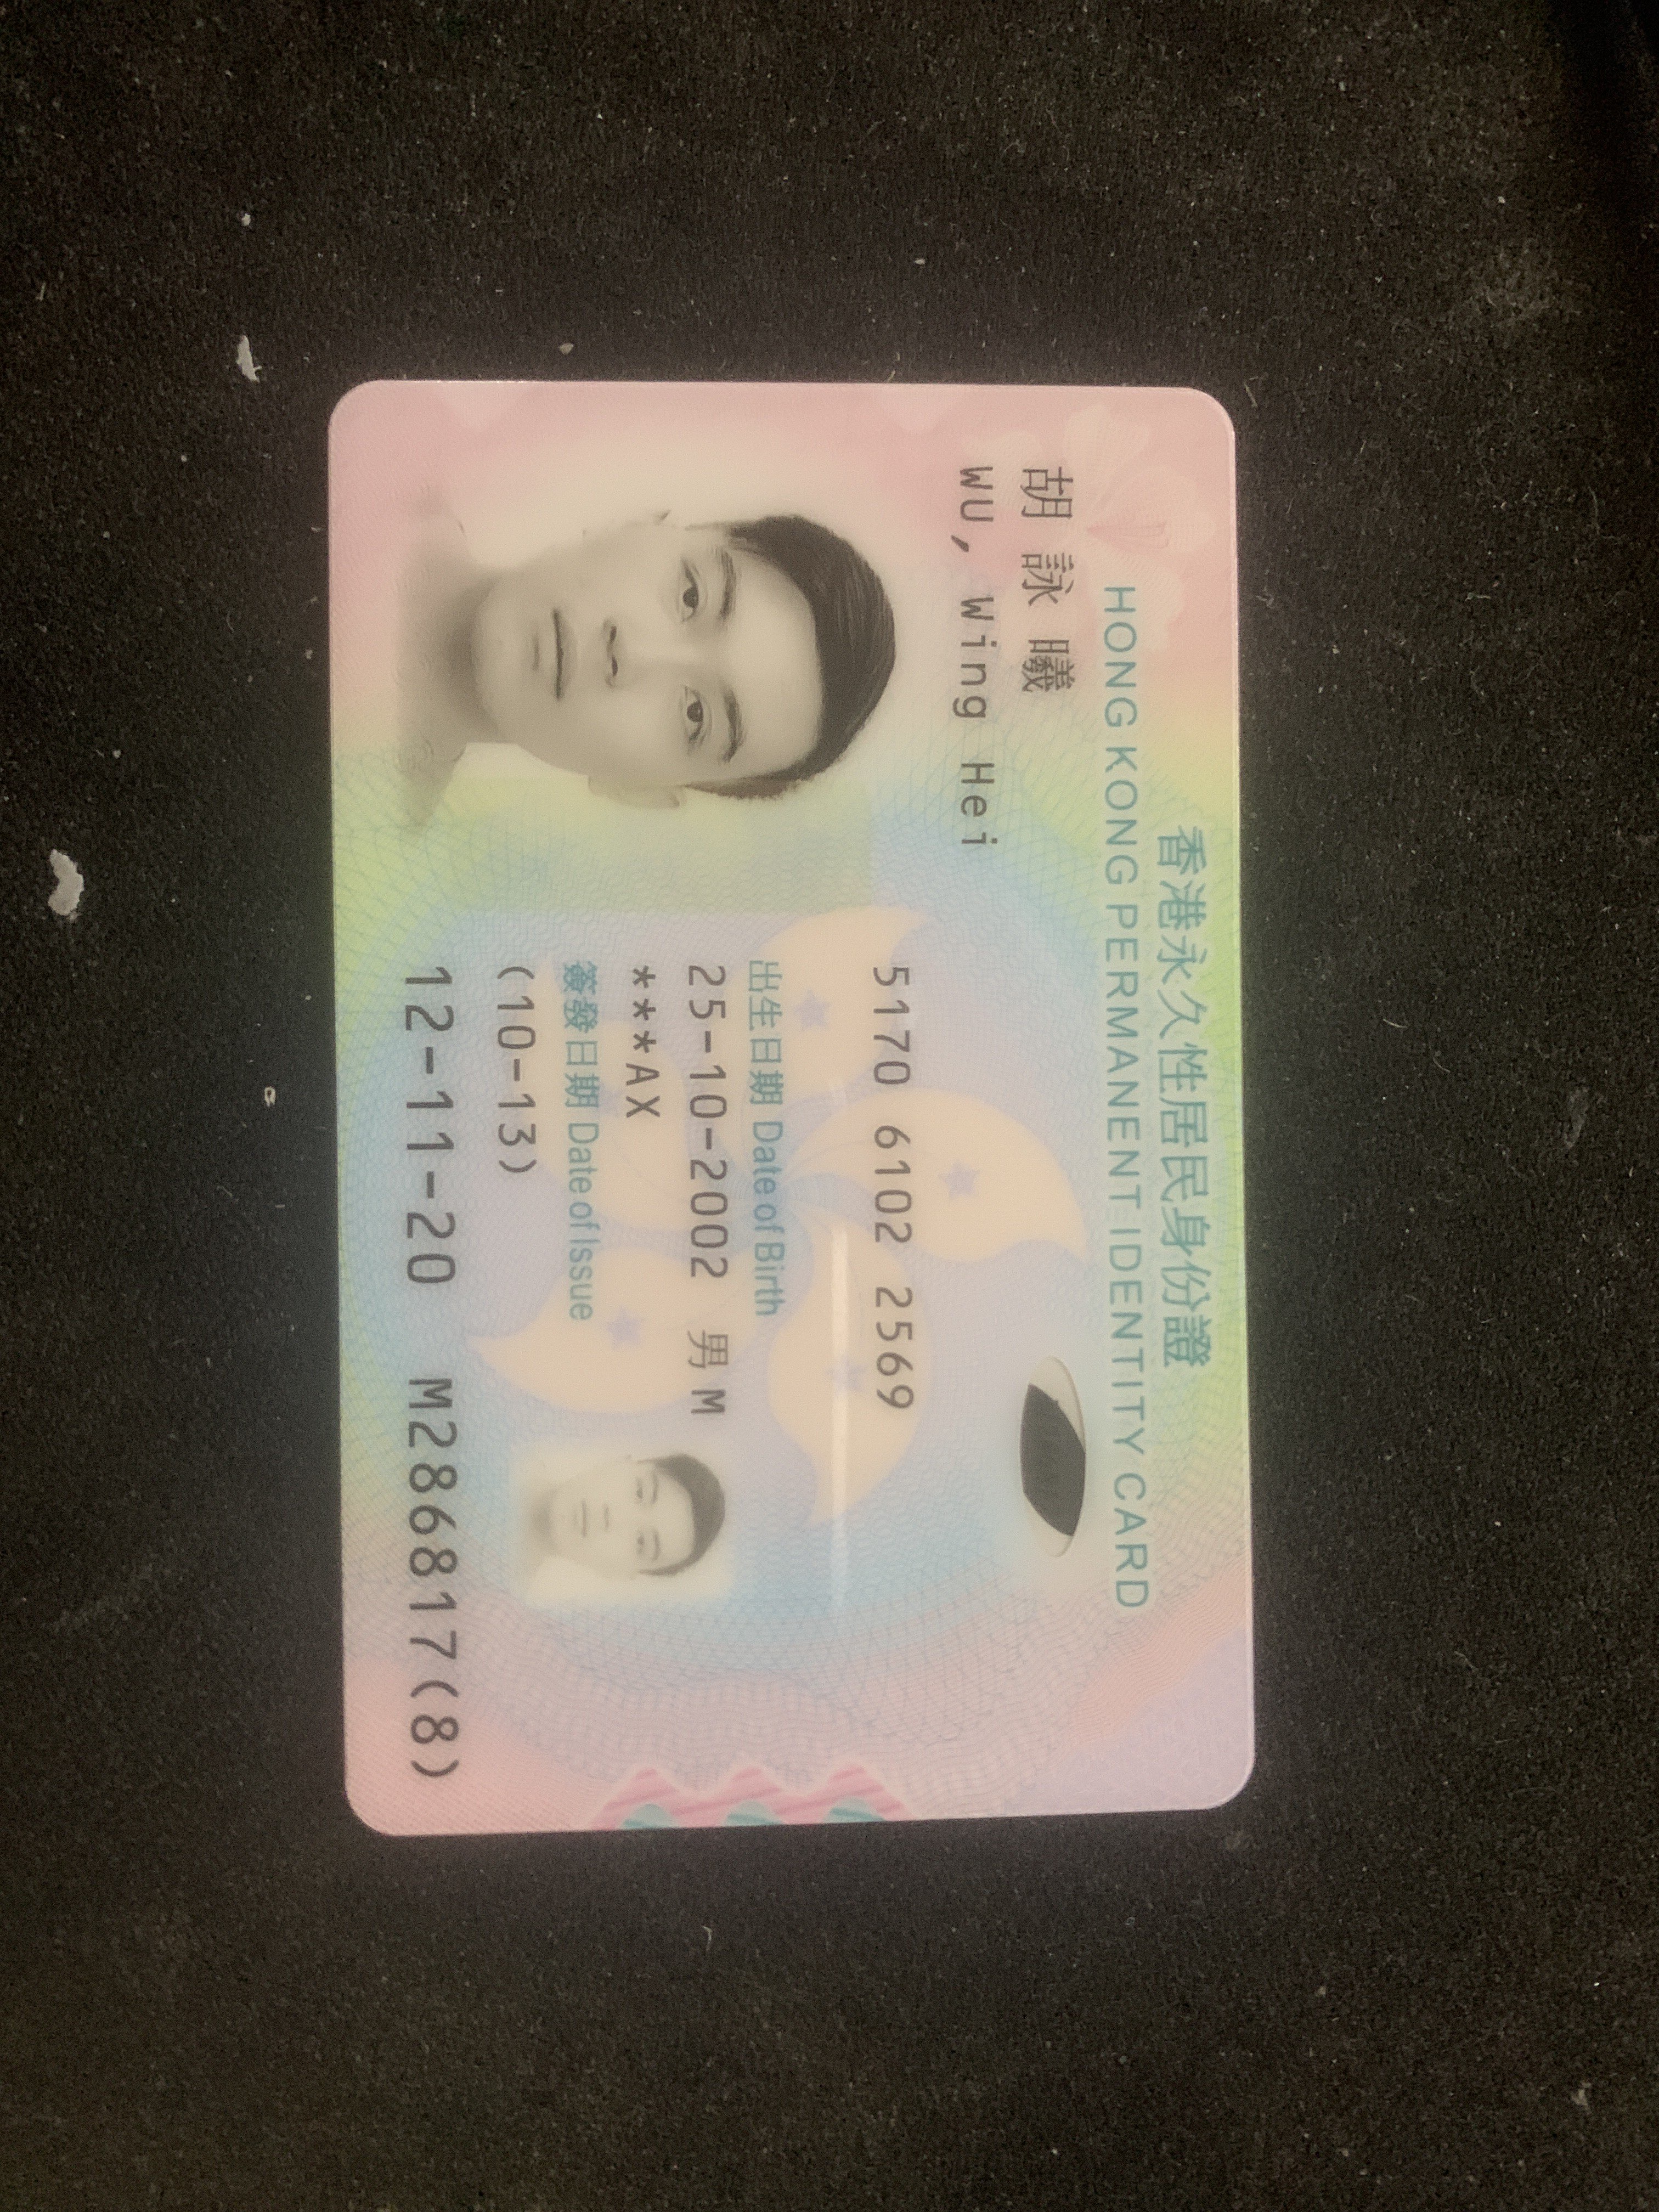 香港永久性居民身份證
HONG KONG PERMANENT IDENTITY CARD
胡詠曦
WU, Wing Hei
5170 6102 2569
出生日期 Date of Birth
25-10-2002 男 M
***AX
簽發日期 Date of Issue
(10-13)
12-11-20 M2868817(8)